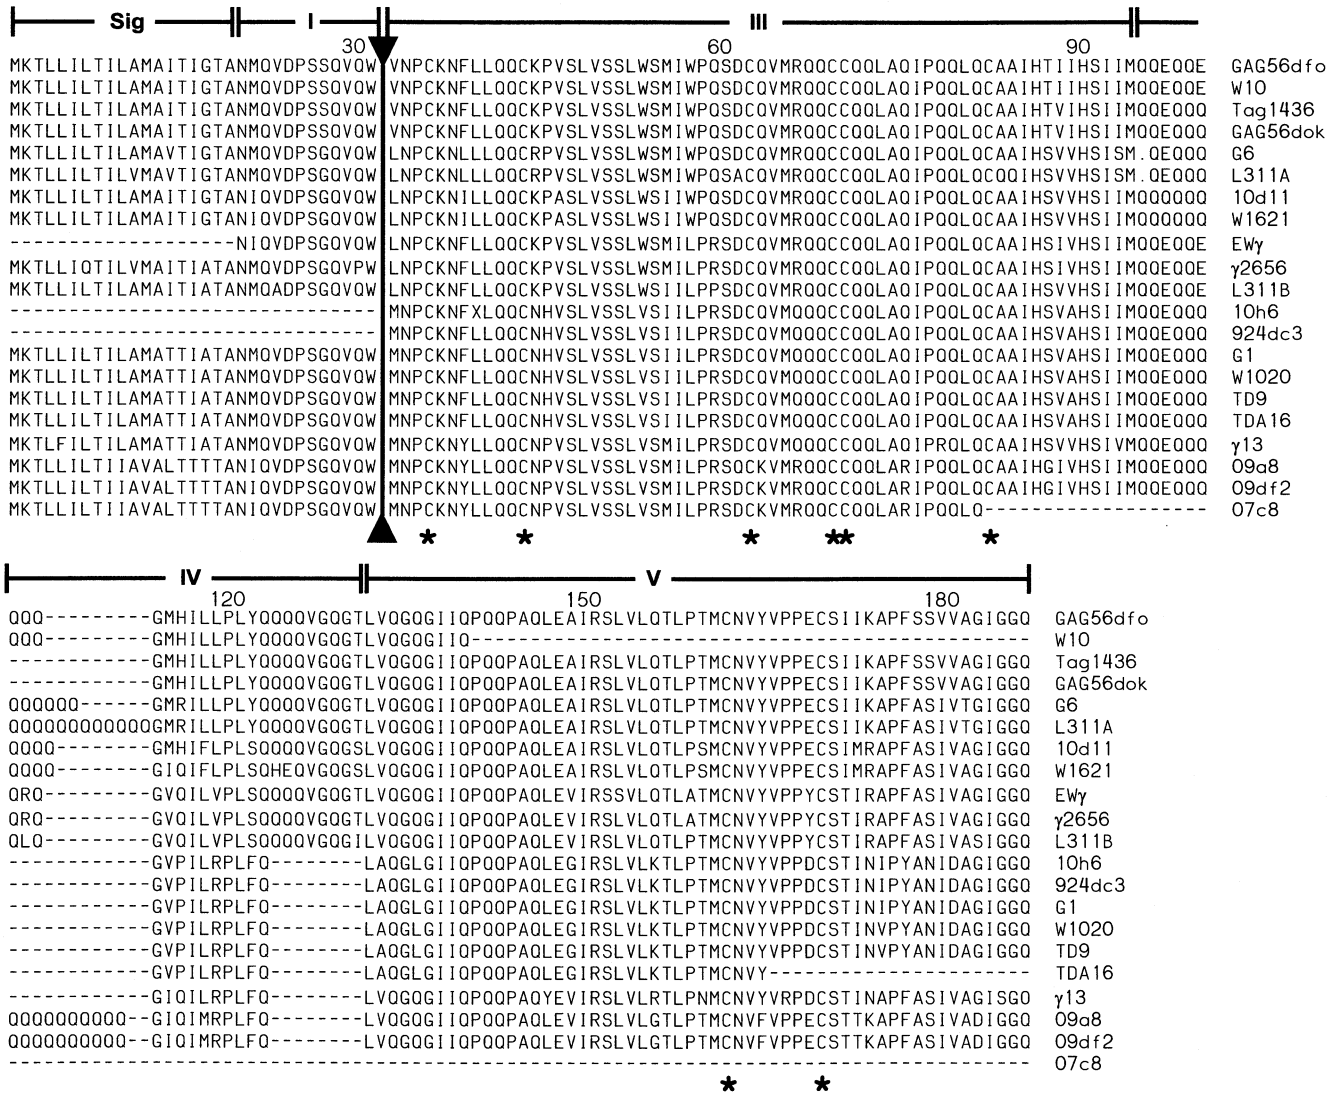 Sig I III
30 60 90
MKTLLILTILAMAITIGTANMQVDPSSQVQW VNPCKNFLLQQCKPVSLVSSLWSMIWPQSDCQVMRQQCCQQLAQIPQQLQCAAIHTIIHSIIMQQEQQE GAG56dfo
MKTLLILTILAMAITIGTANMQVDPSSQVQW VNPCKNFLLQQCKPVSLVSSLWSMIWPQSDCQVMRQQCCQQLAQIPQQLQCAAIHTIIHSIIMQQEQQE W10
MKTLLILTILAMAITIGTANMQVDPSSQVQW VNPCKNFLLQQCKPVSLVSSLWSMIWPQSDCQVMRQQCCQQLAQIPQQLQCAAIHTVIHSIIMQQEQQQ Tag1436
MKTLLILTILAMAITIGTANMQVDPSSQVQW VNPCKNFLLQQCKPVSLVSSLWSMIWPQSDCQVMRQQCCQQLAQIPQQLQCAAIHTVIHSIIMQQEQQQ GAG56dok
MKTLLILTILAMAVTIGTANMQVDPSGQVQW LNPCKNLLLQQCRPVSLVSSLWSMIWPQSDCQVMRQQCCQQLAQIPQQLQCAAIHSVVHSISM.QEQQQ G6
MKTLLILTILVMAVTIGTANMQVDPSGQVQW LNPCKNLLLQQCRPVSLVSSLWSMIWPQSACQVMRQQCCQQLAQIPQQLQCQQIHSVVHSISM.QEQQQ L311A
MKTLLILTILAMAITIGTANIQVDPSGQVQW LNPCKNILLQQCKPASLVSSLWSIIWPQSDCQVMRQQCCQQLAQIPQQLQCAAIHSVVHSIIMQQQQQQ 10d11
MKTLLILTILAMAITIGTANIQVDPSGQVQW LNPCKNILLQQCKPASLVSSLWSIIWPQSDCQVMRQQCCQQLAQIPQQLQCAAIHSVVHSIIMQQQQQQ W1621
-------------------NIQVDPSGQVQW LNPCKNFLLQQCKPVSLVSSLWSMILPRSDCQVMRQQCCQQLAQIPQQLQCAAIHSIVHSIIMQQEQQE EWγ
MKTLLIQTILVMAITIATANMQVDPSGQVPW LNPCKNFLLQQCKPVSLVSSLWSMILPRSDCQVMRQQCCQQLAQIPQQLQCAAIHSIVHSIIMQQEQQE γ2656
MKTLLILTILAMAITIATANMQADPSGQVQW LNPCKNFLLQQCKPVSLVSSLWSIILPPSDCQVMRQQCCQQLAQIPQQLQCAAIHSVVHSIIMQQEQQE L311B
------------------------------- MNPCKNFXLQQCNHVSLVSSLVSIILPRSDCQVMQQQCCQQLAQIPQQLQCAAIHSVAHSIIMQQEQQQ 10h6
------------------------------- MNPCKNFLLQQCNHVSLVSSLVSIILPRSDCQVMQQQCCQQLAQIPQQLQCAAIHSVAHSIIMQQEQQQ 924dc3
MKTLLILTILAMATTIATANMQVDPSGQVQW MNPCKNFLLQQCNHVSLVSSLVSIILPRSDCQVMQQQCCQQLAQIPQQLQCAAIHSVAHSIIMQQEQQQ G1
MKTLLILTILAMATTIATANMQVDPSGQVQW MNPCKNFLLQQCNHVSLVSSLVSIILPRSDCQVMQQQCCQQLAQIPQQLQCAAIHSVAHSIIMQQEQQQ W1020
MKTLLILTILAMATTIATANMQVDPSGQVQW MNPCKNFLLQQCNHVSLVSSLVSIILPRSDCQVMQQQCCQQLAQIPQQLQCAAIHSVAHSIIMQQEQQQ TD9
MKTLLILTILAMATTIATANMQVDPSGQVQW MNPCKNFLLQQCNHVSLVSSLVSIILPRSDCQVMQQQCCQQLAQIPQQLQCAAIHSVAHSIIMQQEQQQ TDA16
MKTLFILTILAMATTIATANMQVDPSGQVQW MNPCKNYLLQQCNPVSLVSSLVSMILPRSDCQVMQQQCCQQLAQIPRQLQCAAIHSVVHSIVMQQEQQQ γ13
MKTLLILTIIAVALTTTTANIQVDPSGQVQW MNPCKNYLLQQCNPVSLVSSLVSMILPRSQCKVMRQQCCQQLARIPQQLQCAAIHGIVHSIIMQQEQQQ 09a8
MKTLLILTIIAVALTTTTANIQVDPSGQVQW MNPCKNYLLQQCNPVSLVSSLVSMILPRSDCKVMRQQCCQQLARIPQQLQCAAIHGIVHSIIMQQEQQQ 09df2
MKTLLILTIIAVALTTTTANIQVDPSGQVQW MNPCKNYLLQQCNPVSLVSSLVSMILPRSDCKVMRQQCCQQLARIPQQLQ------------------- 07c8
* * * ** *
IV V
120 150 180
QQQ---------GMHILLPLYQQQQVGQGTLVQGQGIIQPQQPAQLEAIRSLVLQTLPTMCNVYVPPECSIIKAPFSSVVAGIGGQ GAG56dfo
QQQ---------GMHILLPLYQQQQVGQGTLVQGQGIIQ----------------------------------------------- W10
------------GMHILLPLYQQQQVGQGTLVQGQGIIQPQQPAQLEAIRSLVLQTLPTMCNVYVPPECSIIKAPFSSVVAGIGGQ Tag1436
------------GMHILLPLYQQQQVGQGTLVQGQGIIQPQQPAQLEAIRSLVLQTLPTMCNVYVPPECSIIKAPFSSVVAGIGGQ GAG56dok
QQQQQQ------GMRILLPLYQQQQVGQGTLVQGQGIIQPQQPAQLEAIRSLVLQTLPTMCNVYVPPECSIIKAPFASIVTGIGGQ G6
QQQQQQQQQQQQGMRILLPLYQQQQVGQGTLVQGQGIIQPQQPAQLEAIRSLVLQTLPTMCNVYVPPECSIIKAPFASIVTGIGGQ L311A
QQQQ--------GMHIFLPLSQQQQVGQGSLVQGQGIIQPQQPAQLEAIRSLVLQTLPSMCNVYVPPECSIMRAPFASIVAGIGGQ 10d11
QQQQ--------GIQIFLPLSQHEQVGQGSLVQGQGIIQPQQPAQLEAIRSLVLQTLPSMCNVYVPPECSIMRAPFASIVAGIGGQ W1621
QRQ---------GVQILVPLSQQQQVGQGTLVQGQGIIQPQQPAQLEVIRSSVLQTLATMCNVYVPPYCSTIRAPFASIVAGIGGQ EWγ
QRQ---------GVQILVPLSQQQQVGQGTLVQGQGIIQPQQPAQLEVIRSLVLQTLATMCNVYVPPYCSTIRAPFASIVAGIGGQ γ2656
QLQ---------GVQILVPLSQQQQVGQGILVQGQGIIQPQQPAQLEVIRSLVLQTLPTMCNVYVPPYCSTIRAPFASIVASIGGQ L311B
------------GVPILRPLFQ--------LAQGLGIIQPQQPAQLEGIRSLVLKTLPTMCNVYVPPDCSTINIPYANIDAGIGGQ 10h6
------------GVPILRPLFQ--------LAQGLGIIQPQQPAQLEGIRSLVLKTLPTMCNVYVPPDCSTINIPYANIDAGIGGQ 924dc3
------------GVPILRPLFQ--------LAQGLGIIQPQQPAQLEGIRSLVLKTLPTMCNVYVPPDCSTINIPYANIDAGIGGQ G1
------------GVPILRPLFQ--------LAQGLGIIQPQQPAQLEGIRSLVLKTLPTMCNVYVPPDCSTINVPYANIDAGIGGQ W1020
------------GVPILRPLFQ--------LAQGLGIIQPQQPAQLEGIRSLVLKTLPTMCNVYVPPDCSTINVPYANIDAGIGGQ TD9
------------GVPILRPLFQ--------LAQGLGIIQPQQPAQLEGIRSLVLKTLPTMCNVY---------------------- TDA16
------------GIQILRPLFQ--------LVQGQGIIQPQQPAQYEVIRSLVLRTLPNMCNVYVRPDCSTINAPFASIVAGISGQ γ13
QQQQQQQQQQ--GIQIMRPLFQ--------LVQGQGIIQPQQPAQLEVIRSLVLGTLPTMCNVFVPPECSTTKAPFASIVADIGGQ 09a8
QQQQQQQQQQ--GIQIMRPLFQ--------LVQGQGIIQPQQPAQLEVIRSLVLGTLPTMCNVFVPPECSTTKAPFASIVADIGGQ 09df2
-------------------------------------------------------------------------------------- 07c8
* *